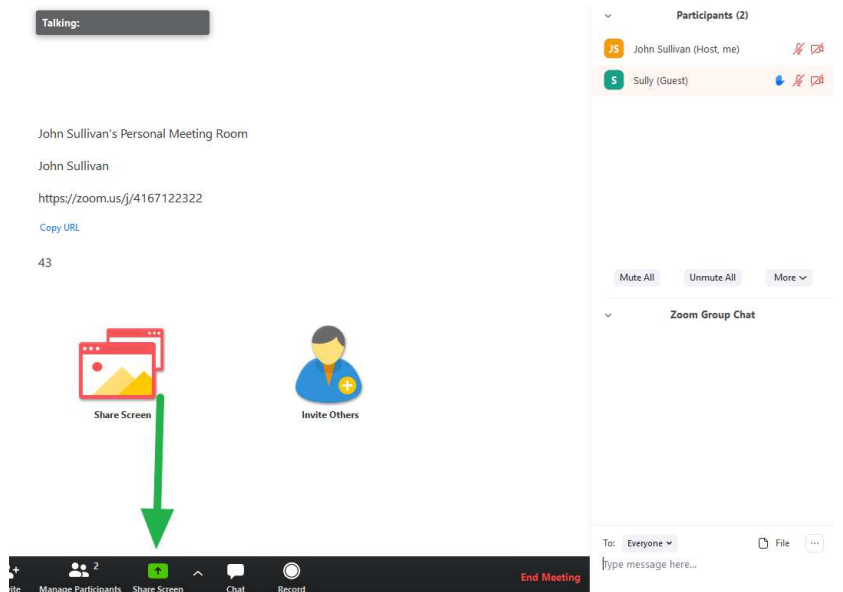 Talking:
John Sullivan's Personal Meeting Room
John Sullivan
https://zoom.us/j/4167122322
Copy URL
43
Share Screen
Invite Others
2
Manage Participants
Share Screen
Chat
Record
End Meeting
Participants (2)
JS John Sullivan (Host, me)
S Sully (Guest)
Mute All Unmute All More
Zoom Group Chat
To: Everyone File ...
Type message here...